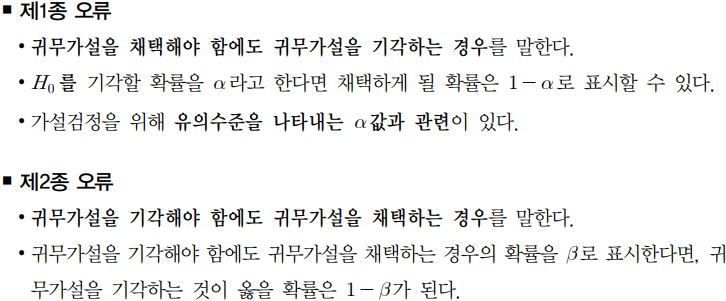 ▪ 제1종 오류
• 귀무가설을 채택해야 함에도 귀무가설을 기각하는 경우를 말한다.
• H₀를 기각할 확률을 α라고 한다면 채택하게 될 확률은 1－α로 표시할 수 있다.
• 가설검정을 위해 유의수준을 나타내는 α값과 관련이 있다.
▪ 제2종 오류
• 귀무가설을 기각해야 함에도 귀무가설을 채택하는 경우를 말한다.
• 귀무가설을 기각해야 함에도 귀무가설을 채택하는 경우의 확률을 β로 표시한다면, 귀
무가설을 기각하는 것이 옳을 확률은 1－β가 된다.